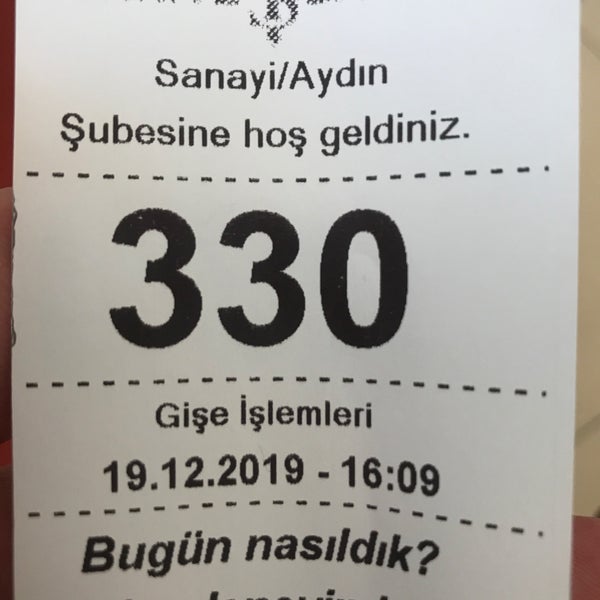 Sanayi/Aydın
Şubesine hoş geldiniz.
330
Gişe İşlemleri
19.12.2019 - 16:09
Bugün nasıldık?